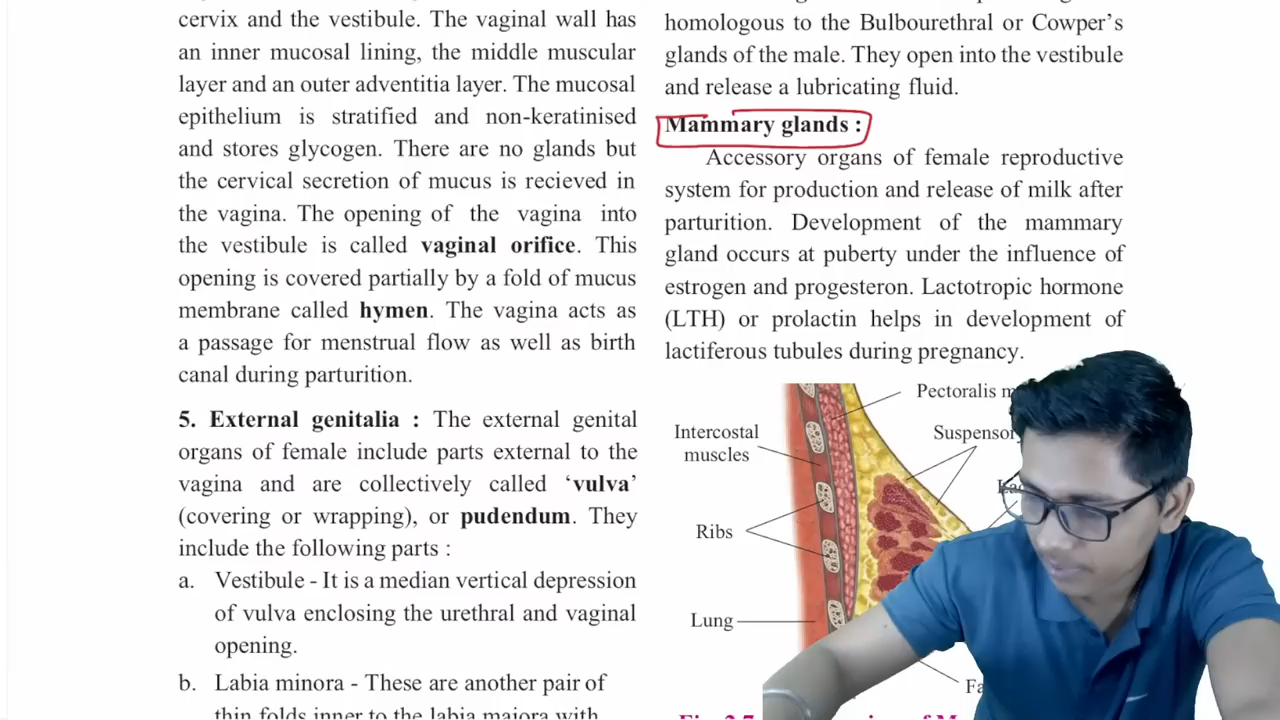 cervix and the vestibule. The vaginal wall has
an inner mucosal lining, the middle muscular
layer and an outer adventitia layer. The mucosal
epithelium is stratified and non-keratinised
and stores glycogen. There are no glands but
the cervical secretion of mucus is recieved in
the vagina. The opening of the vagina into
the vestibule is called vaginal orifice. This
opening is covered partially by a fold of mucus
membrane called hymen. The vagina acts as
a passage for menstrual flow as well as birth
canal during parturition.
5. External genitalia : The external genital
organs of female include parts external to the
vagina and are collectively called ‘vulva’
(covering or wrapping), or pudendum. They
include the following parts :
a. Vestibule - It is a median vertical depression
of vulva enclosing the urethral and vaginal
opening.
b. Labia minora - These are another pair of
thin folds inner to the labia majora with
homologous to the Bulbourethral or Cowper’s
glands of the male. They open into the vestibule
and release a lubricating fluid.
Mammary glands :
Accessory organs of female reproductive
system for production and release of milk after
parturition. Development of the mammary
gland occurs at puberty under the influence of
estrogen and progesteron. Lactotropic hormone
(LTH) or prolactin helps in development of
lactiferous tubules during pregnancy.
Pectoralis
Intercostal
muscles
Ribs
Lung